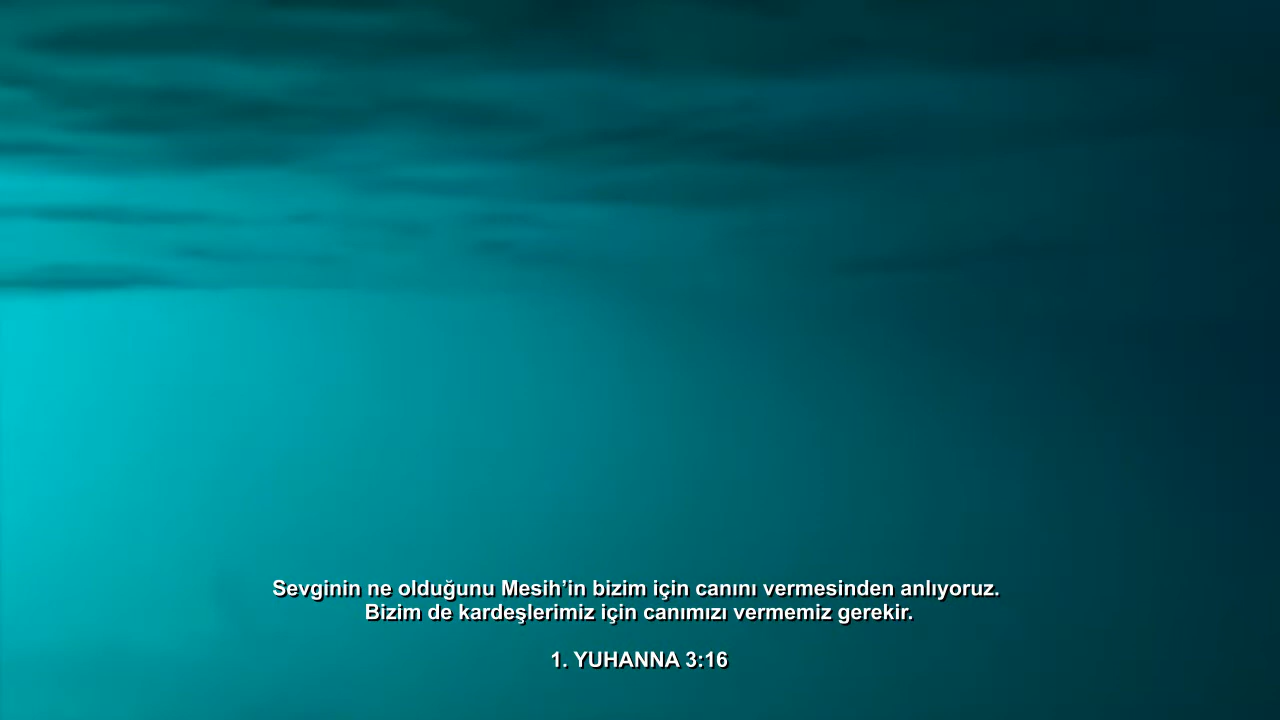 Sevginin ne olduğunu Mesih’in bizim için canını vermesinden anlıyoruz.
Bizim de kardeşlerimiz için canımızı vermemiz gerekir.
1. YUHANNA 3:16